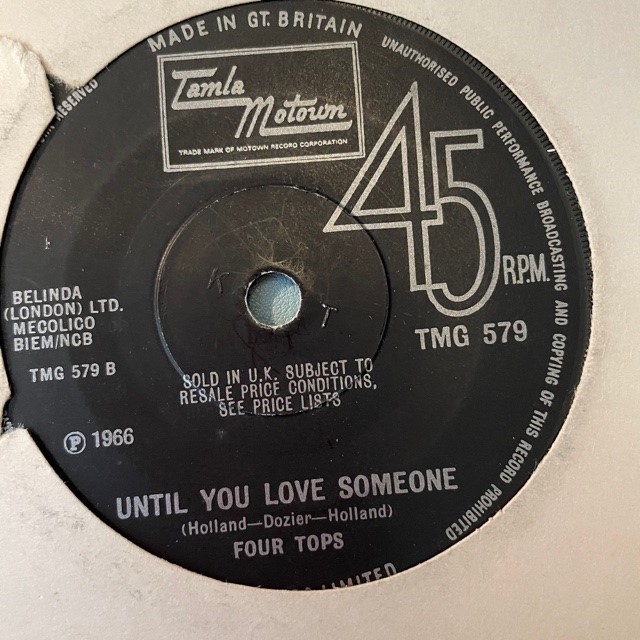 MADE IN GT. BRITAIN
UNAUTHORISED PUBLIC PERFORMANCE BROADCASTING AND COPYING OF THIS RECORD PROHIBITED
RESERVED
Tamla
Motown
TRADE MARK OF MOTOWN RECORD CORPORATION
45
R.P.M.
TMG 579
BELINDA
(LONDON) LTD.
MECOLICO
BIEM/NCB
TMG 579 B
K T
SOLD IN U.K. SUBJECT TO
RESALE PRICE CONDITIONS,
SEE PRICE LISTS
Ⓟ 1966
UNTIL YOU LOVE SOMEONE
(Holland—Dozier—Holland)
FOUR TOPS
LIMITED